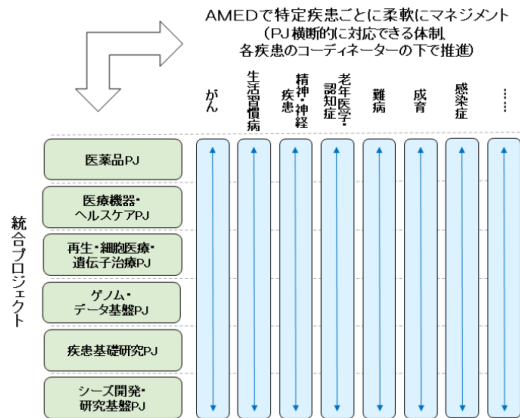 AMEDで特定疾患ごとに柔軟にマネジメント
(PJ横断的に対応できる体制、
各疾患のコーディネーターの下で推進)
がん
生活習慣病
精神・神経
疾患
老年医学・
認知症
難病
成育
感染症
……
統合プロジェクト
医薬品PJ
医療機器・
ヘルスケアPJ
再生・細胞医療・
遺伝子治療PJ
ゲノム・
データ基盤PJ
疾患基礎研究PJ
シーズ開発・
研究基盤PJ